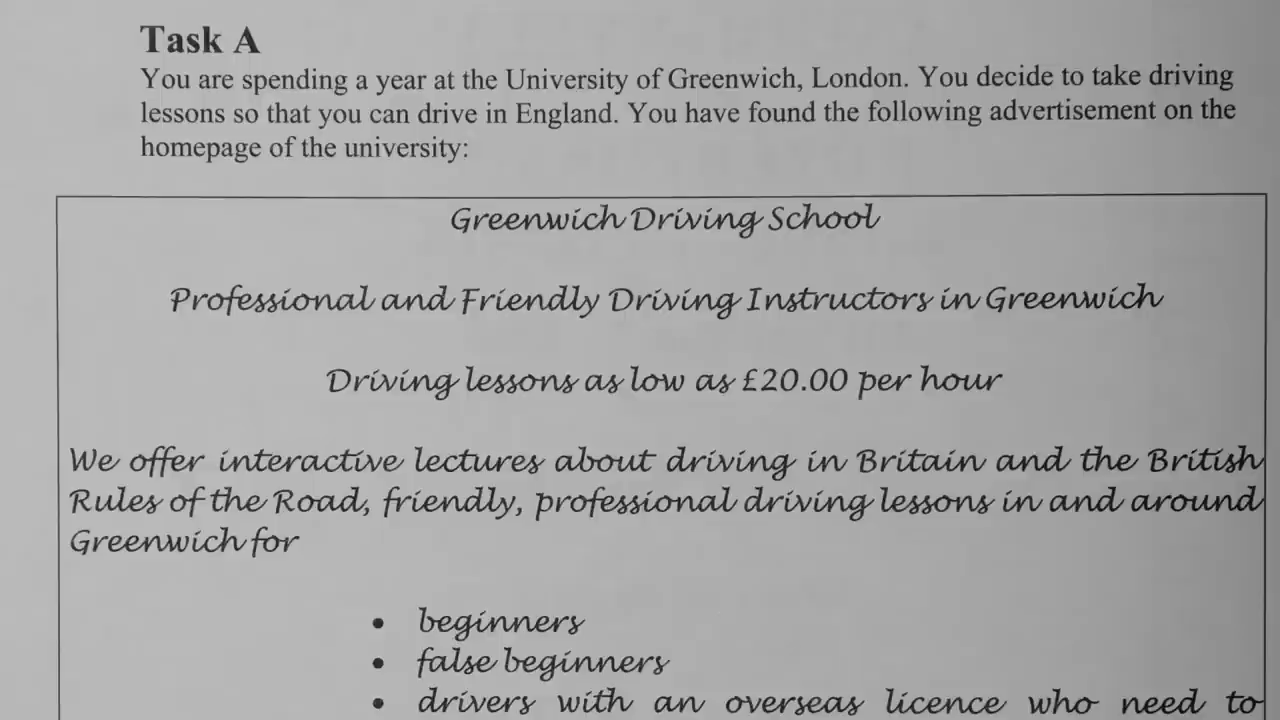 Task A
You are spending a year at the University of Greenwich, London. You decide to take driving
lessons so that you can drive in England. You have found the following advertisement on the
homepage of the university:
Greenwich Driving School
Professional and Friendly Driving Instructors in Greenwich
Driving lessons as low as £20.00 per hour
We offer interactive lectures about driving in Britain and the British
Rules of the Road, friendly, professional driving lessons in and around
Greenwich for
• beginners
• false beginners
• drivers with an overseas licence who need to